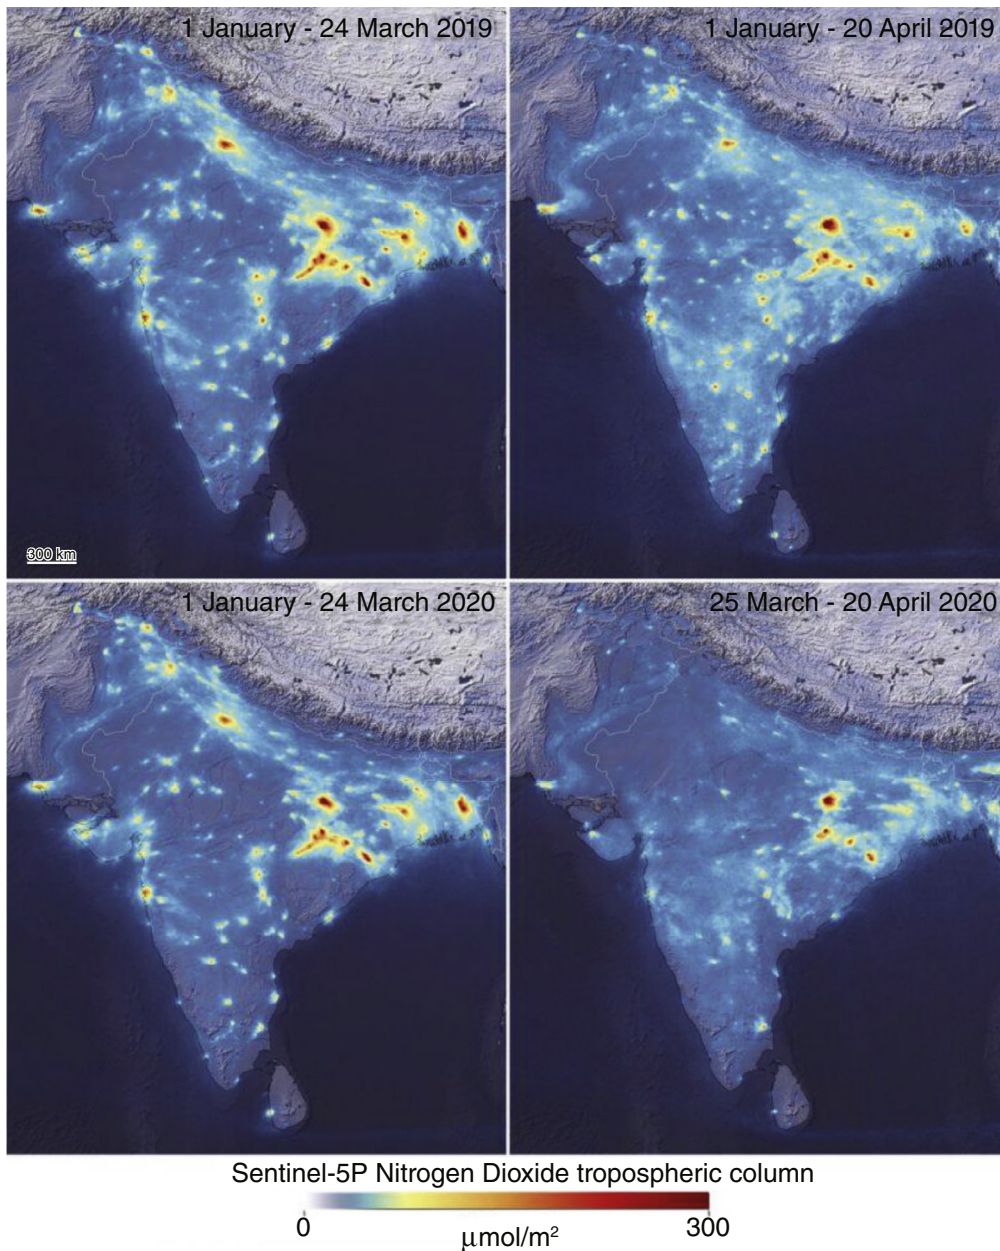 1 January - 24 March 2019
1 January - 20 April 2019
300 km
1 January - 24 March 2020
25 March - 20 April 2020
Sentinel-5P Nitrogen Dioxide tropospheric column
0
300
μmol/m²